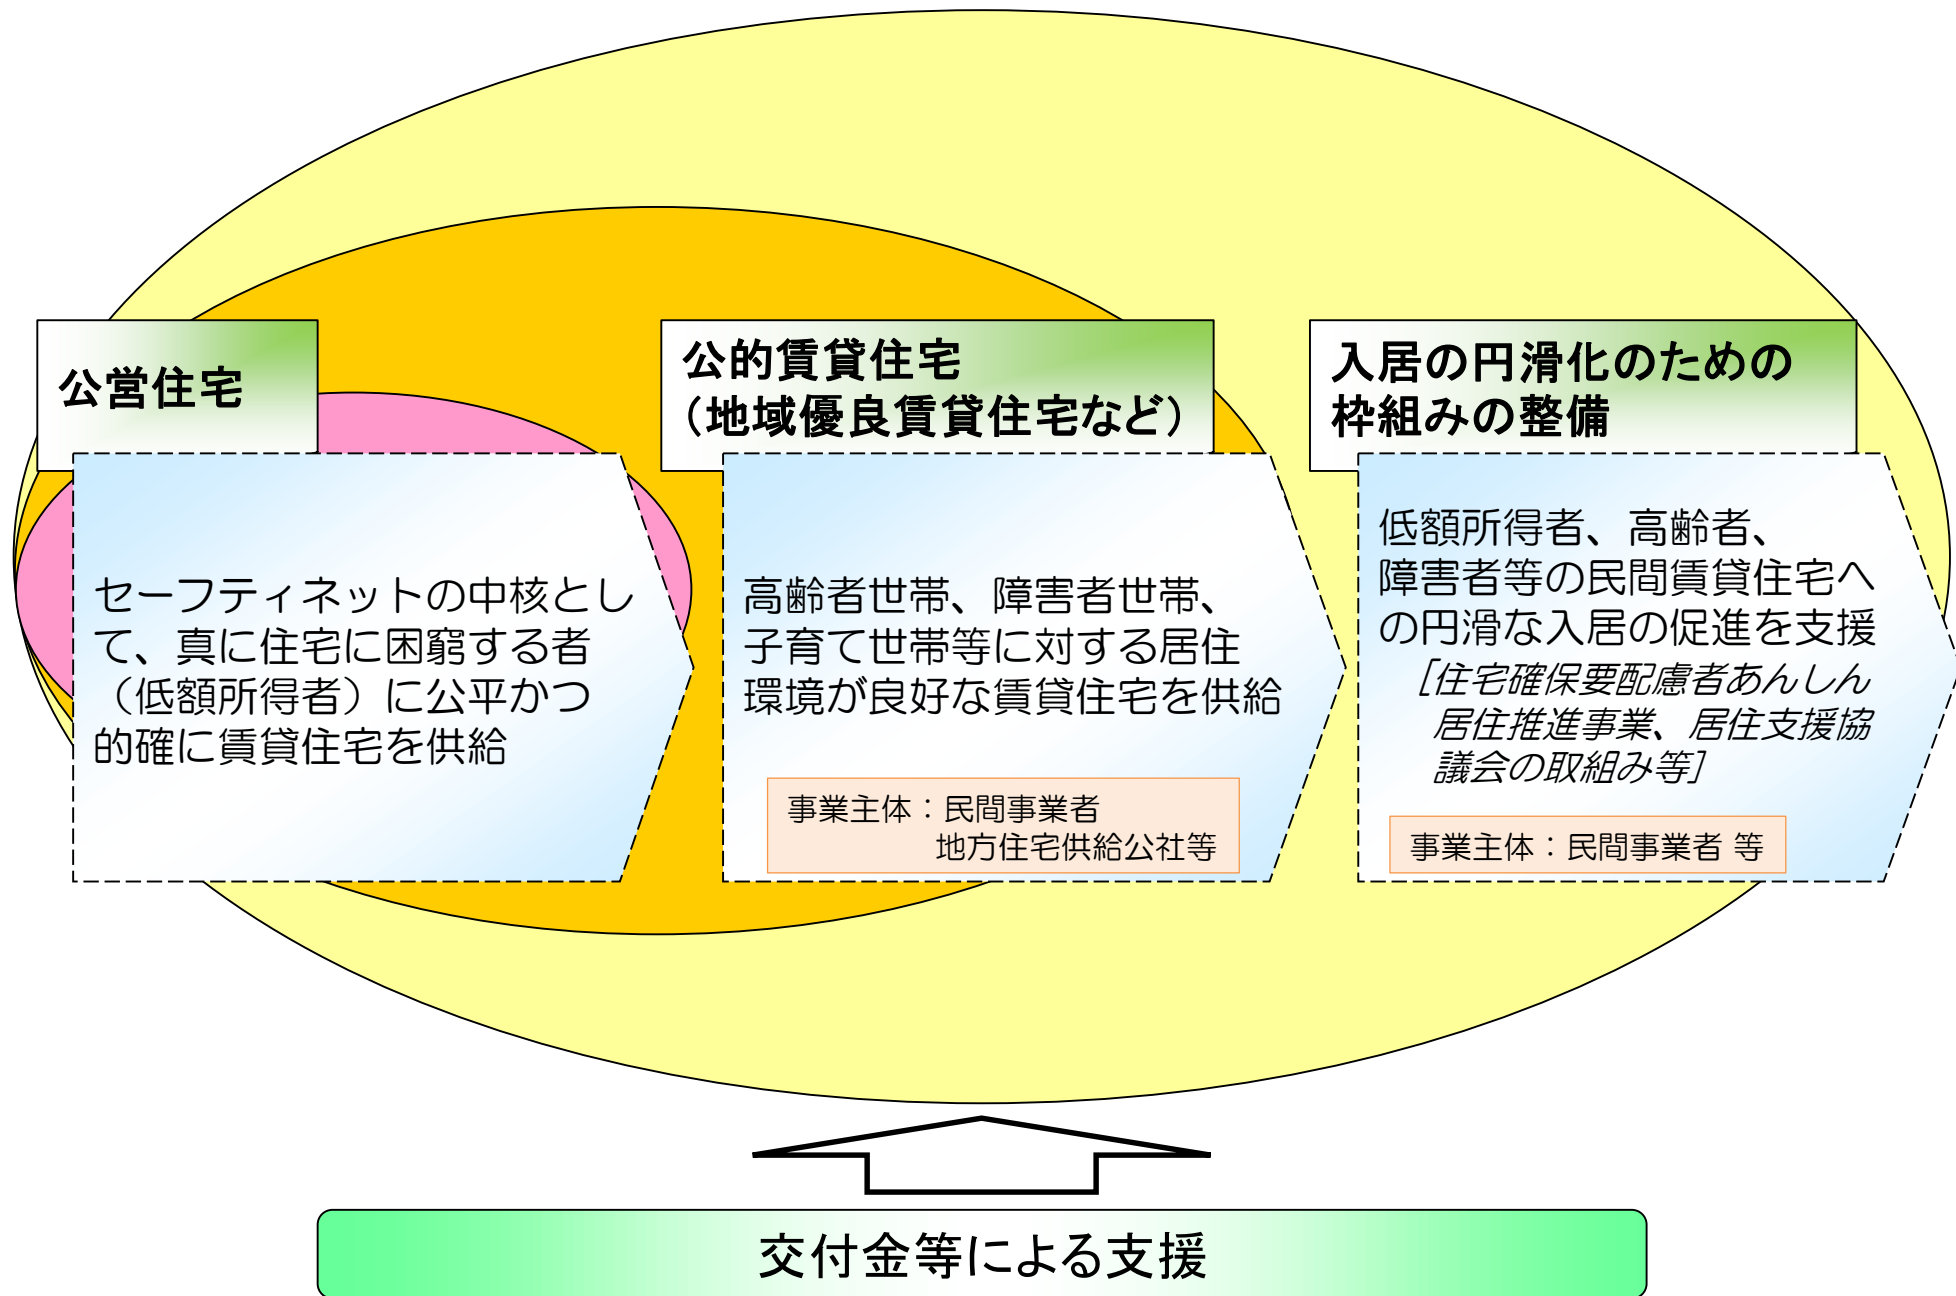 公営住宅
セーフティネットの中核とし
て、真に住宅に困窮する者
（低額所得者）に公平かつ
的確に賃貸住宅を供給
公的賃貸住宅
（地域優良賃貸住宅など）
高齢者世帯、障害者世帯、
子育て世帯等に対する居住
環境が良好な賃貸住宅を供給
事業主体：民間事業者
地方住宅供給公社等
入居の円滑化のための
枠組みの整備
低額所得者、高齢者、
障害者等の民間賃貸住宅へ
の円滑な入居の促進を支援
［住宅確保要配慮者あんしん
居住推進事業、居住支援協
議会の取組み等］
事業主体：民間事業者 等
交付金等による支援